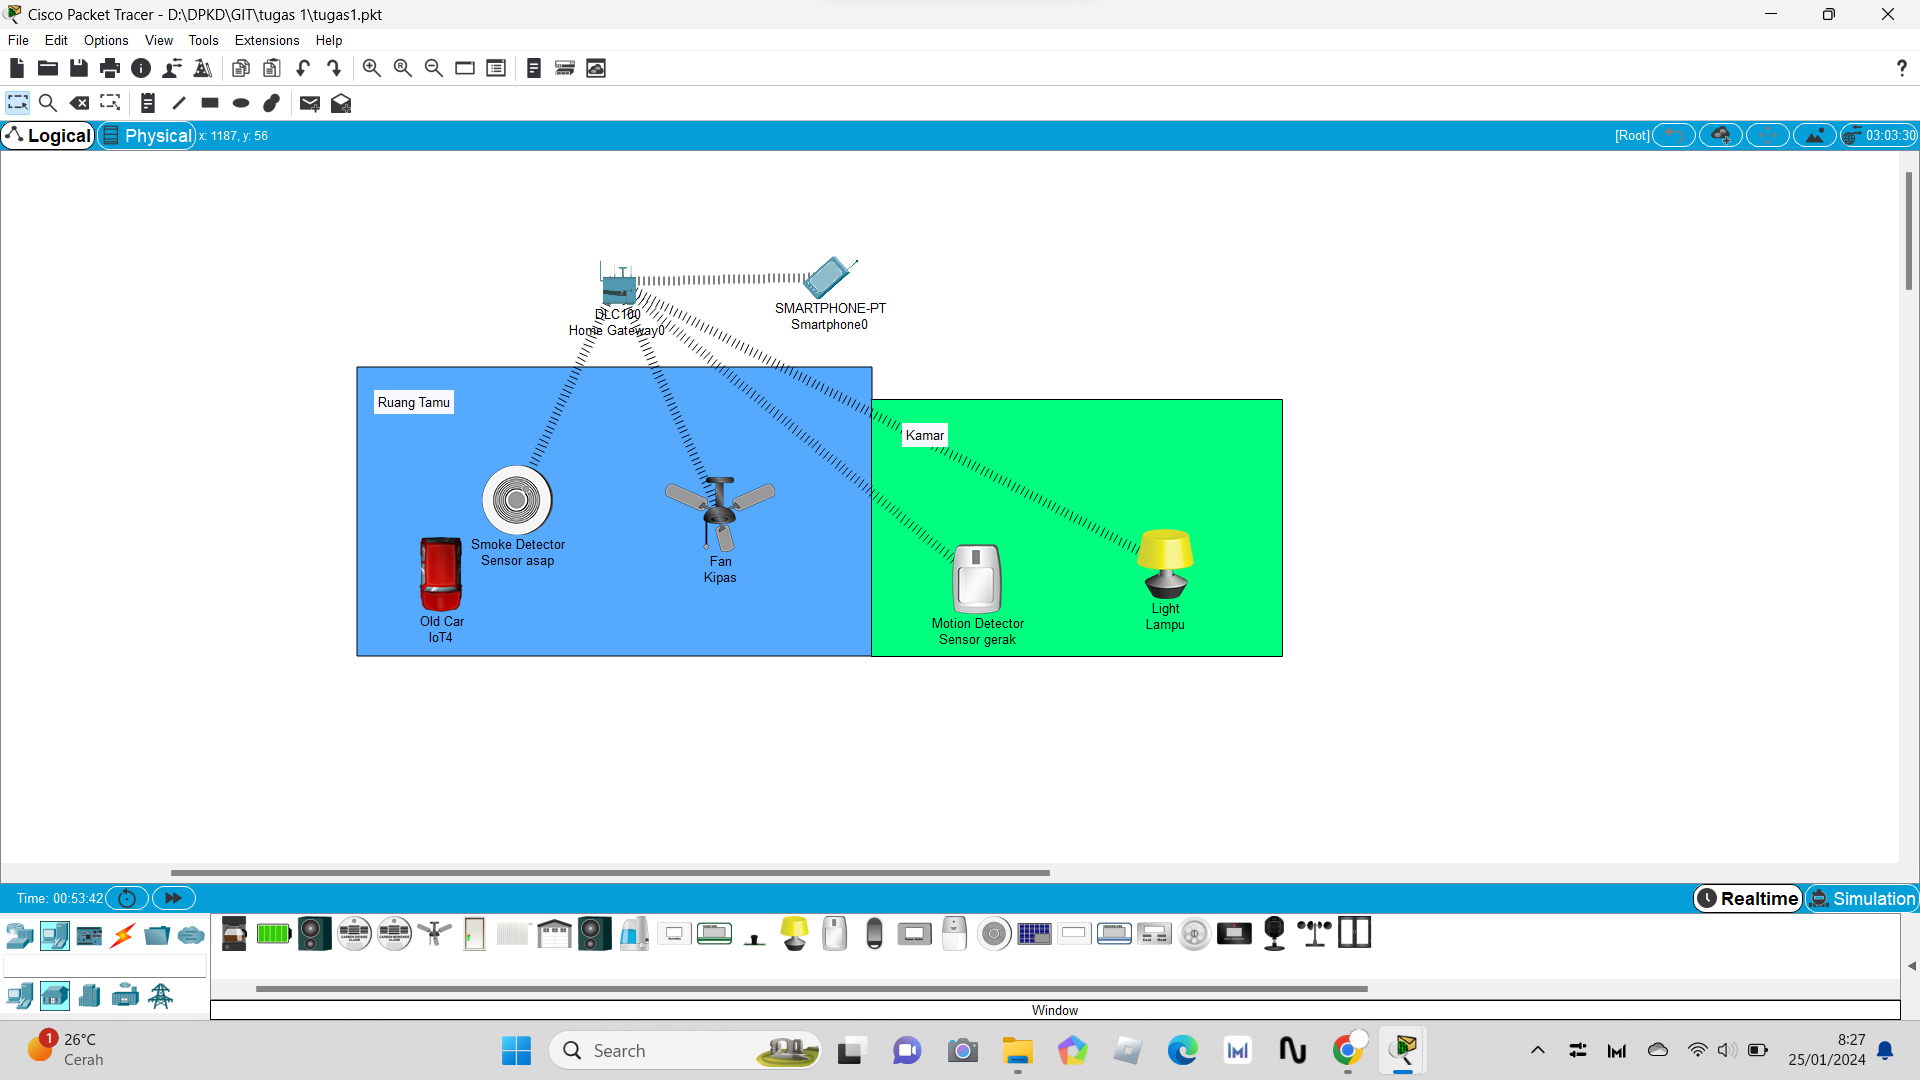 Cisco Packet Tracer - D:\DPKD\GIT\tugas 1\tugas1.pkt
File Edit Options View Tools Extensions Help
Logical Physical x: 1187, y: 56 [Root] 03:03:30
DLC100
Home Gateway0
SMARTPHONE-PT
Smartphone0
Ruang Tamu
Kamar
Smoke Detector
Sensor asap
Fan
Kipas
Old Car
IoT4
Motion Detector
Sensor gerak
Light
Lampu
Time: 00:53:42 Realtime Simulation
Window
1
26°C
Cerah
Search
8:27
25/01/2024